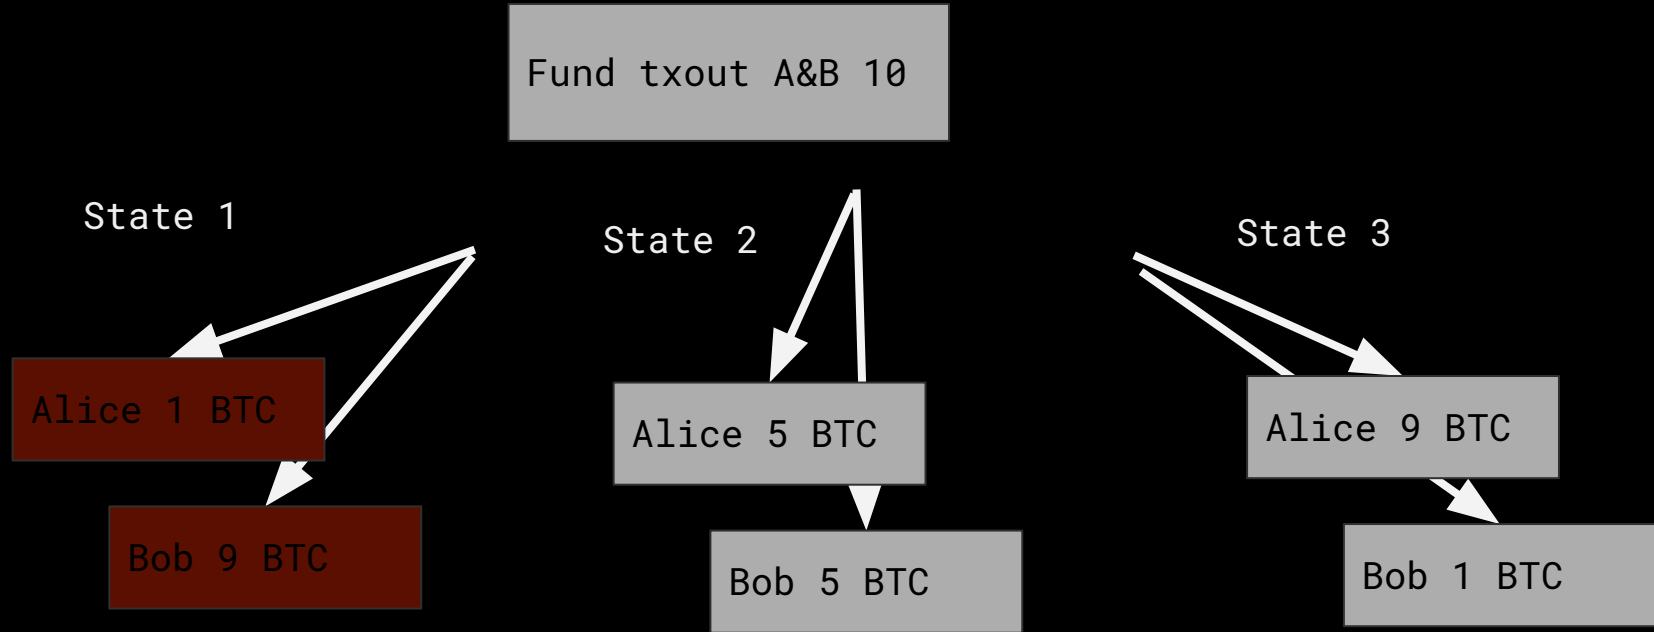 Fund txout A&B 10
State 1
State 2
State 3
Alice 1 BTC
Bob 9 BTC
Alice 5 BTC
Bob 5 BTC
Alice 9 BTC
Bob 1 BTC